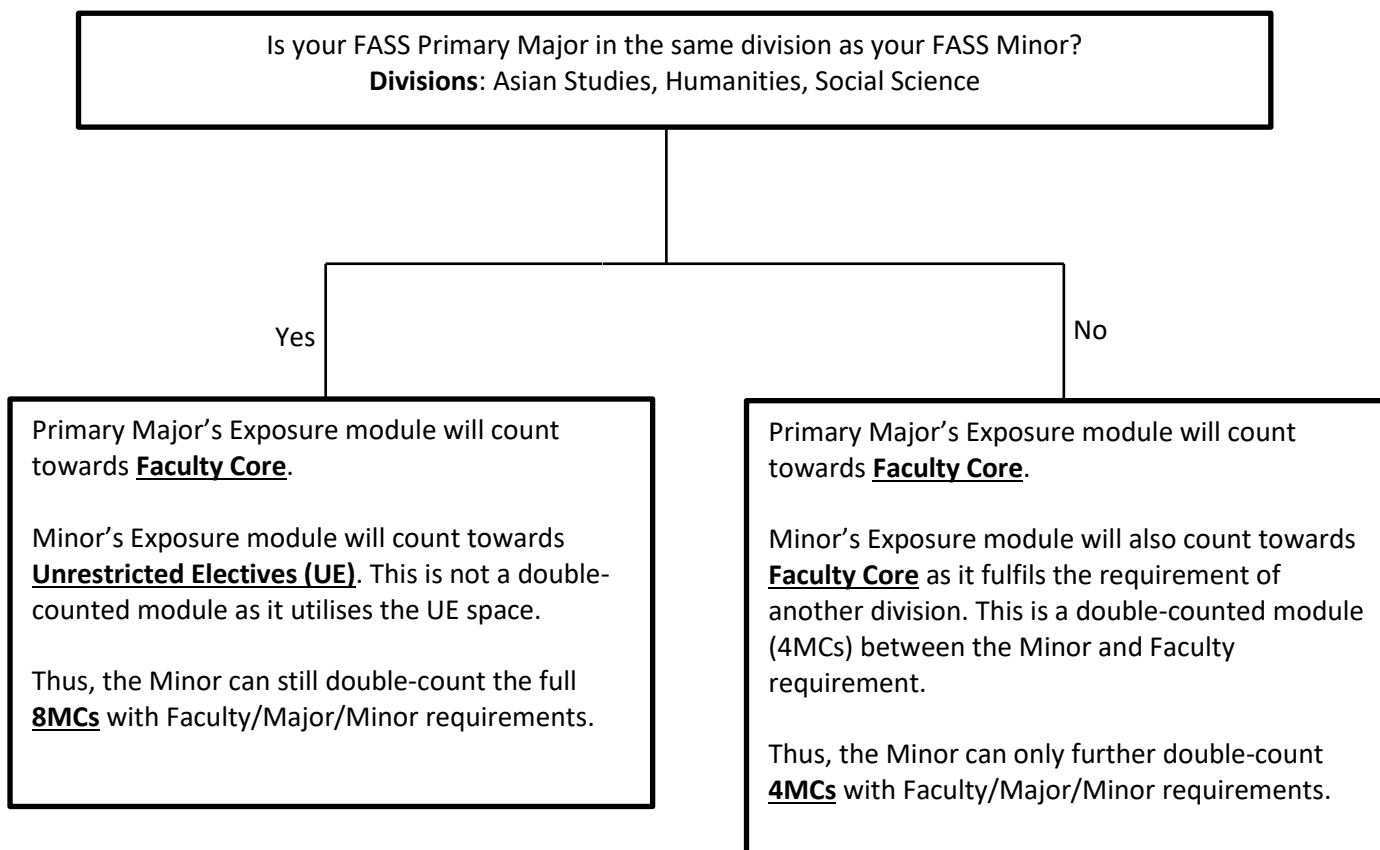 Is your FASS Primary Major in the same division as your FASS Minor?
Divisions: Asian Studies, Humanities, Social Science
Yes
No
Primary Major’s Exposure module will count
towards Faculty Core.
Minor’s Exposure module will count towards
Unrestricted Electives (UE). This is not a double-
counted module as it utilises the UE space.
Thus, the Minor can still double-count the full
8MCs with Faculty/Major/Minor requirements.
Primary Major’s Exposure module will count
towards Faculty Core.
Minor’s Exposure module will also count towards
Faculty Core as it fulfils the requirement of
another division. This is a double-counted module
(4MCs) between the Minor and Faculty
requirement.
Thus, the Minor can only further double-count
4MCs with Faculty/Major/Minor requirements.